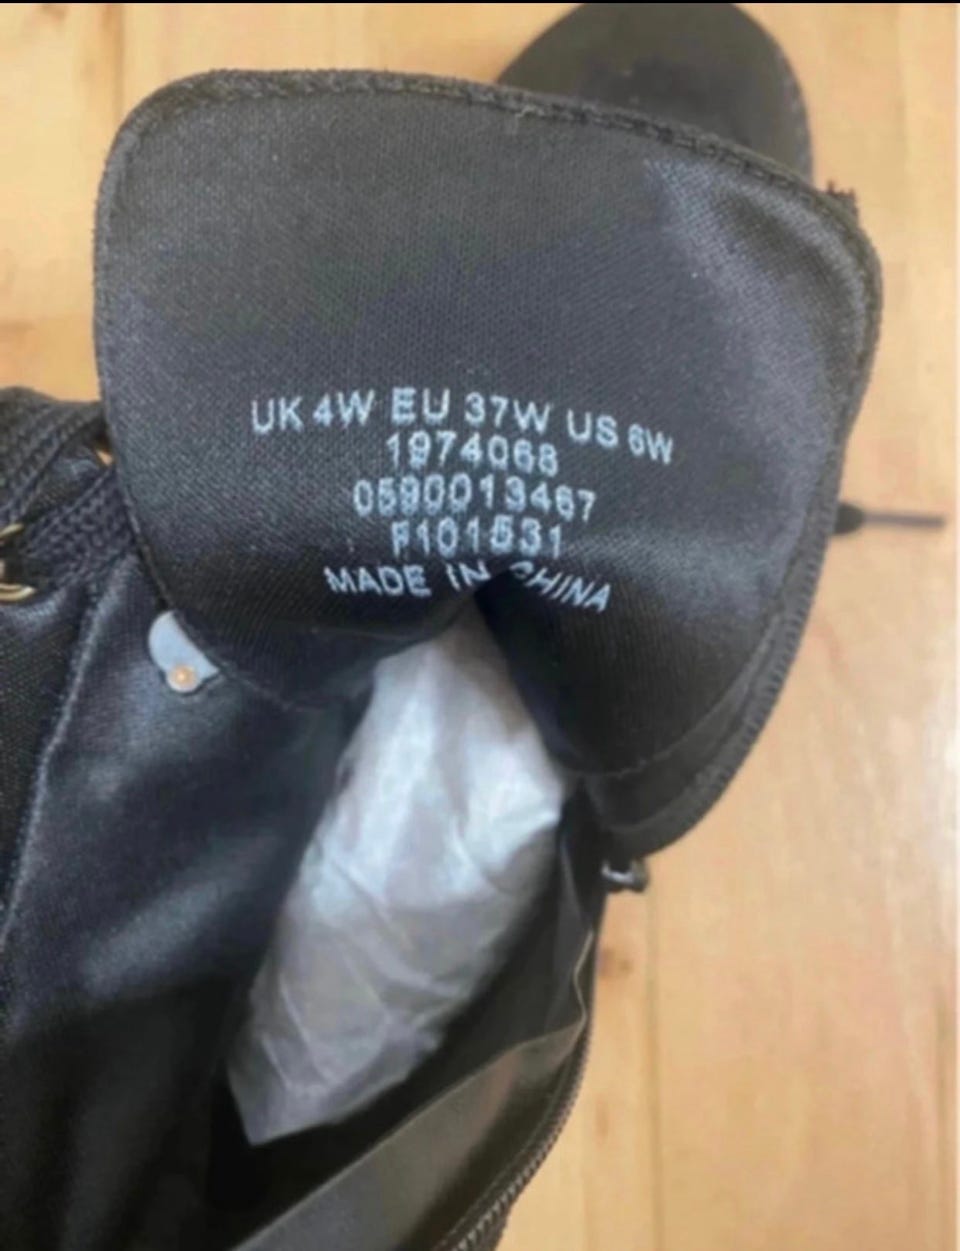 UK 4W EU 37W US 6W
1974068
0590013467
F101531
MADE IN CHINA